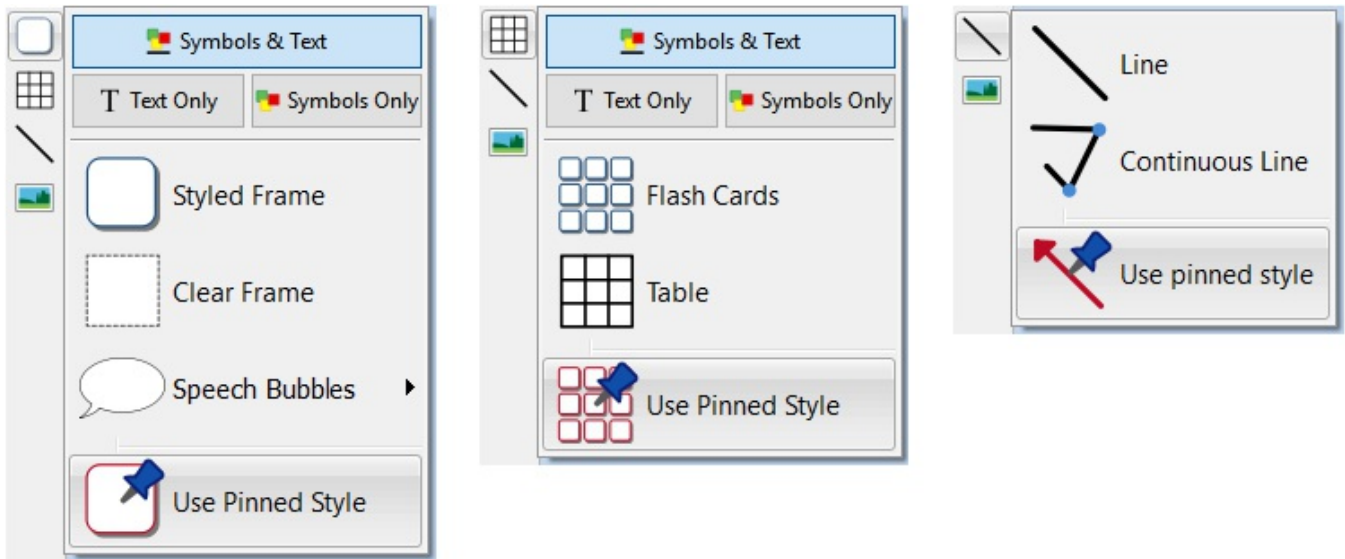 Symbols & Text
T Text Only
Symbols Only
Styled Frame
Clear Frame
Speech Bubbles
Use Pinned Style
Symbols & Text
T Text Only
Symbols Only
Flash Cards
Table
Use Pinned Style
Line
Continuous Line
Use pinned style